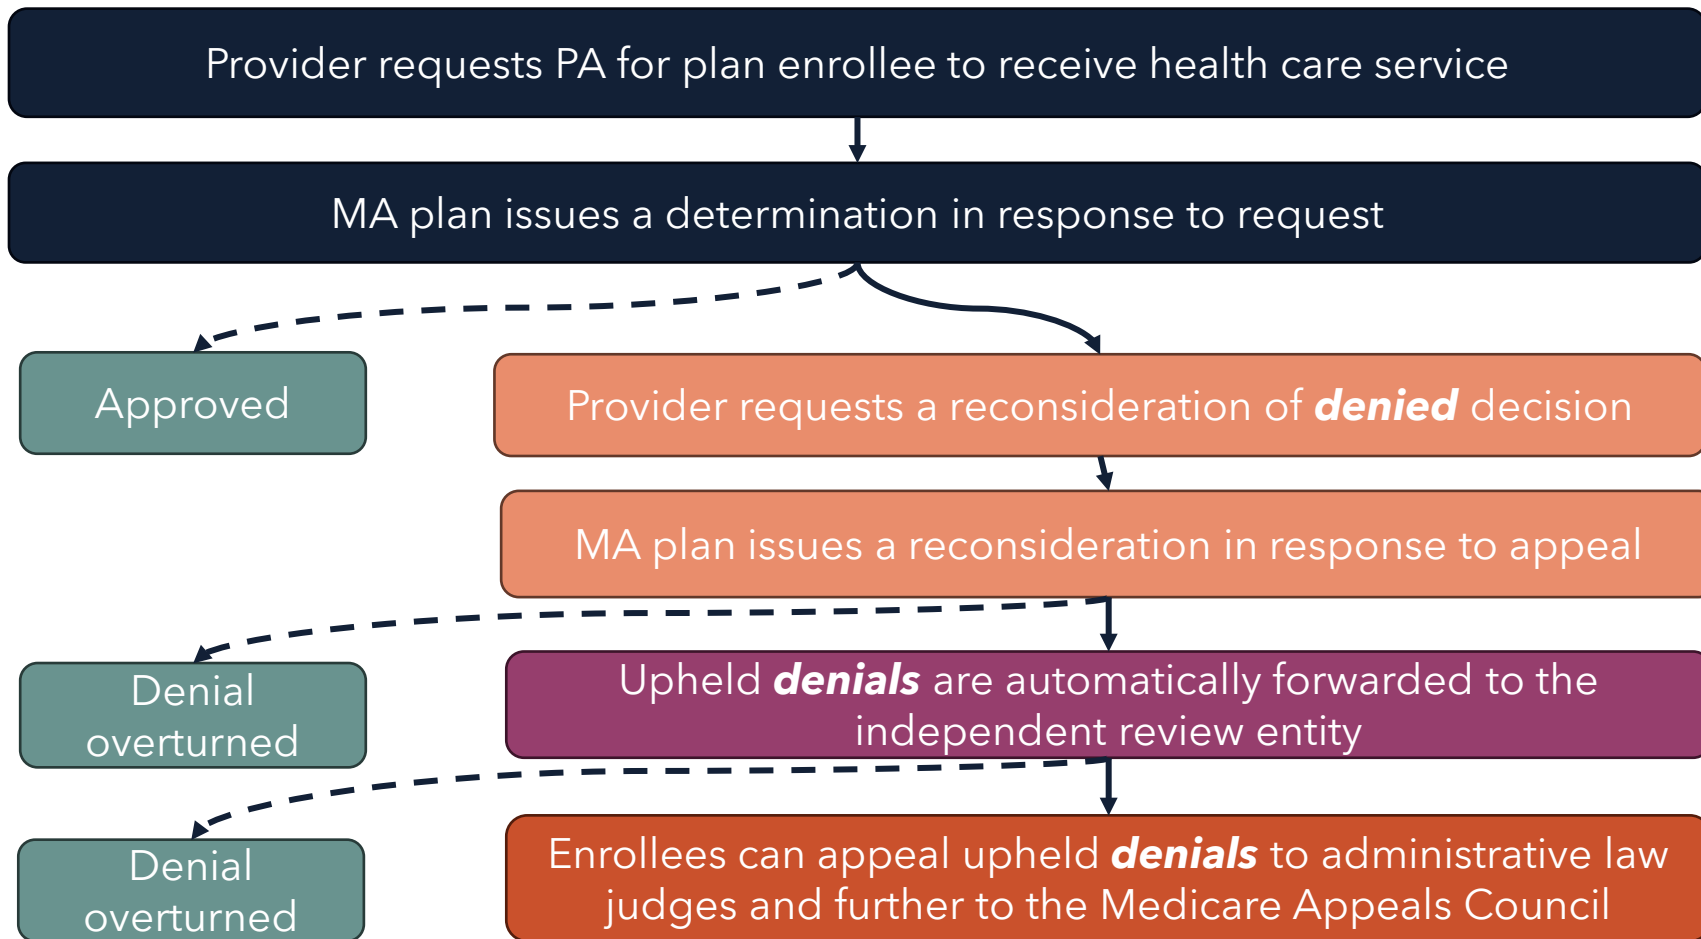 Provider requests PA for plan enrollee to receive health care service
MA plan issues a determination in response to request
Approved
Provider requests a reconsideration of denied decision
MA plan issues a reconsideration in response to appeal
Denial
overturned
Upheld denials are automatically forwarded to the
independent review entity
Denial
overturned
Enrollees can appeal upheld denials to administrative law
judges and further to the Medicare Appeals Council